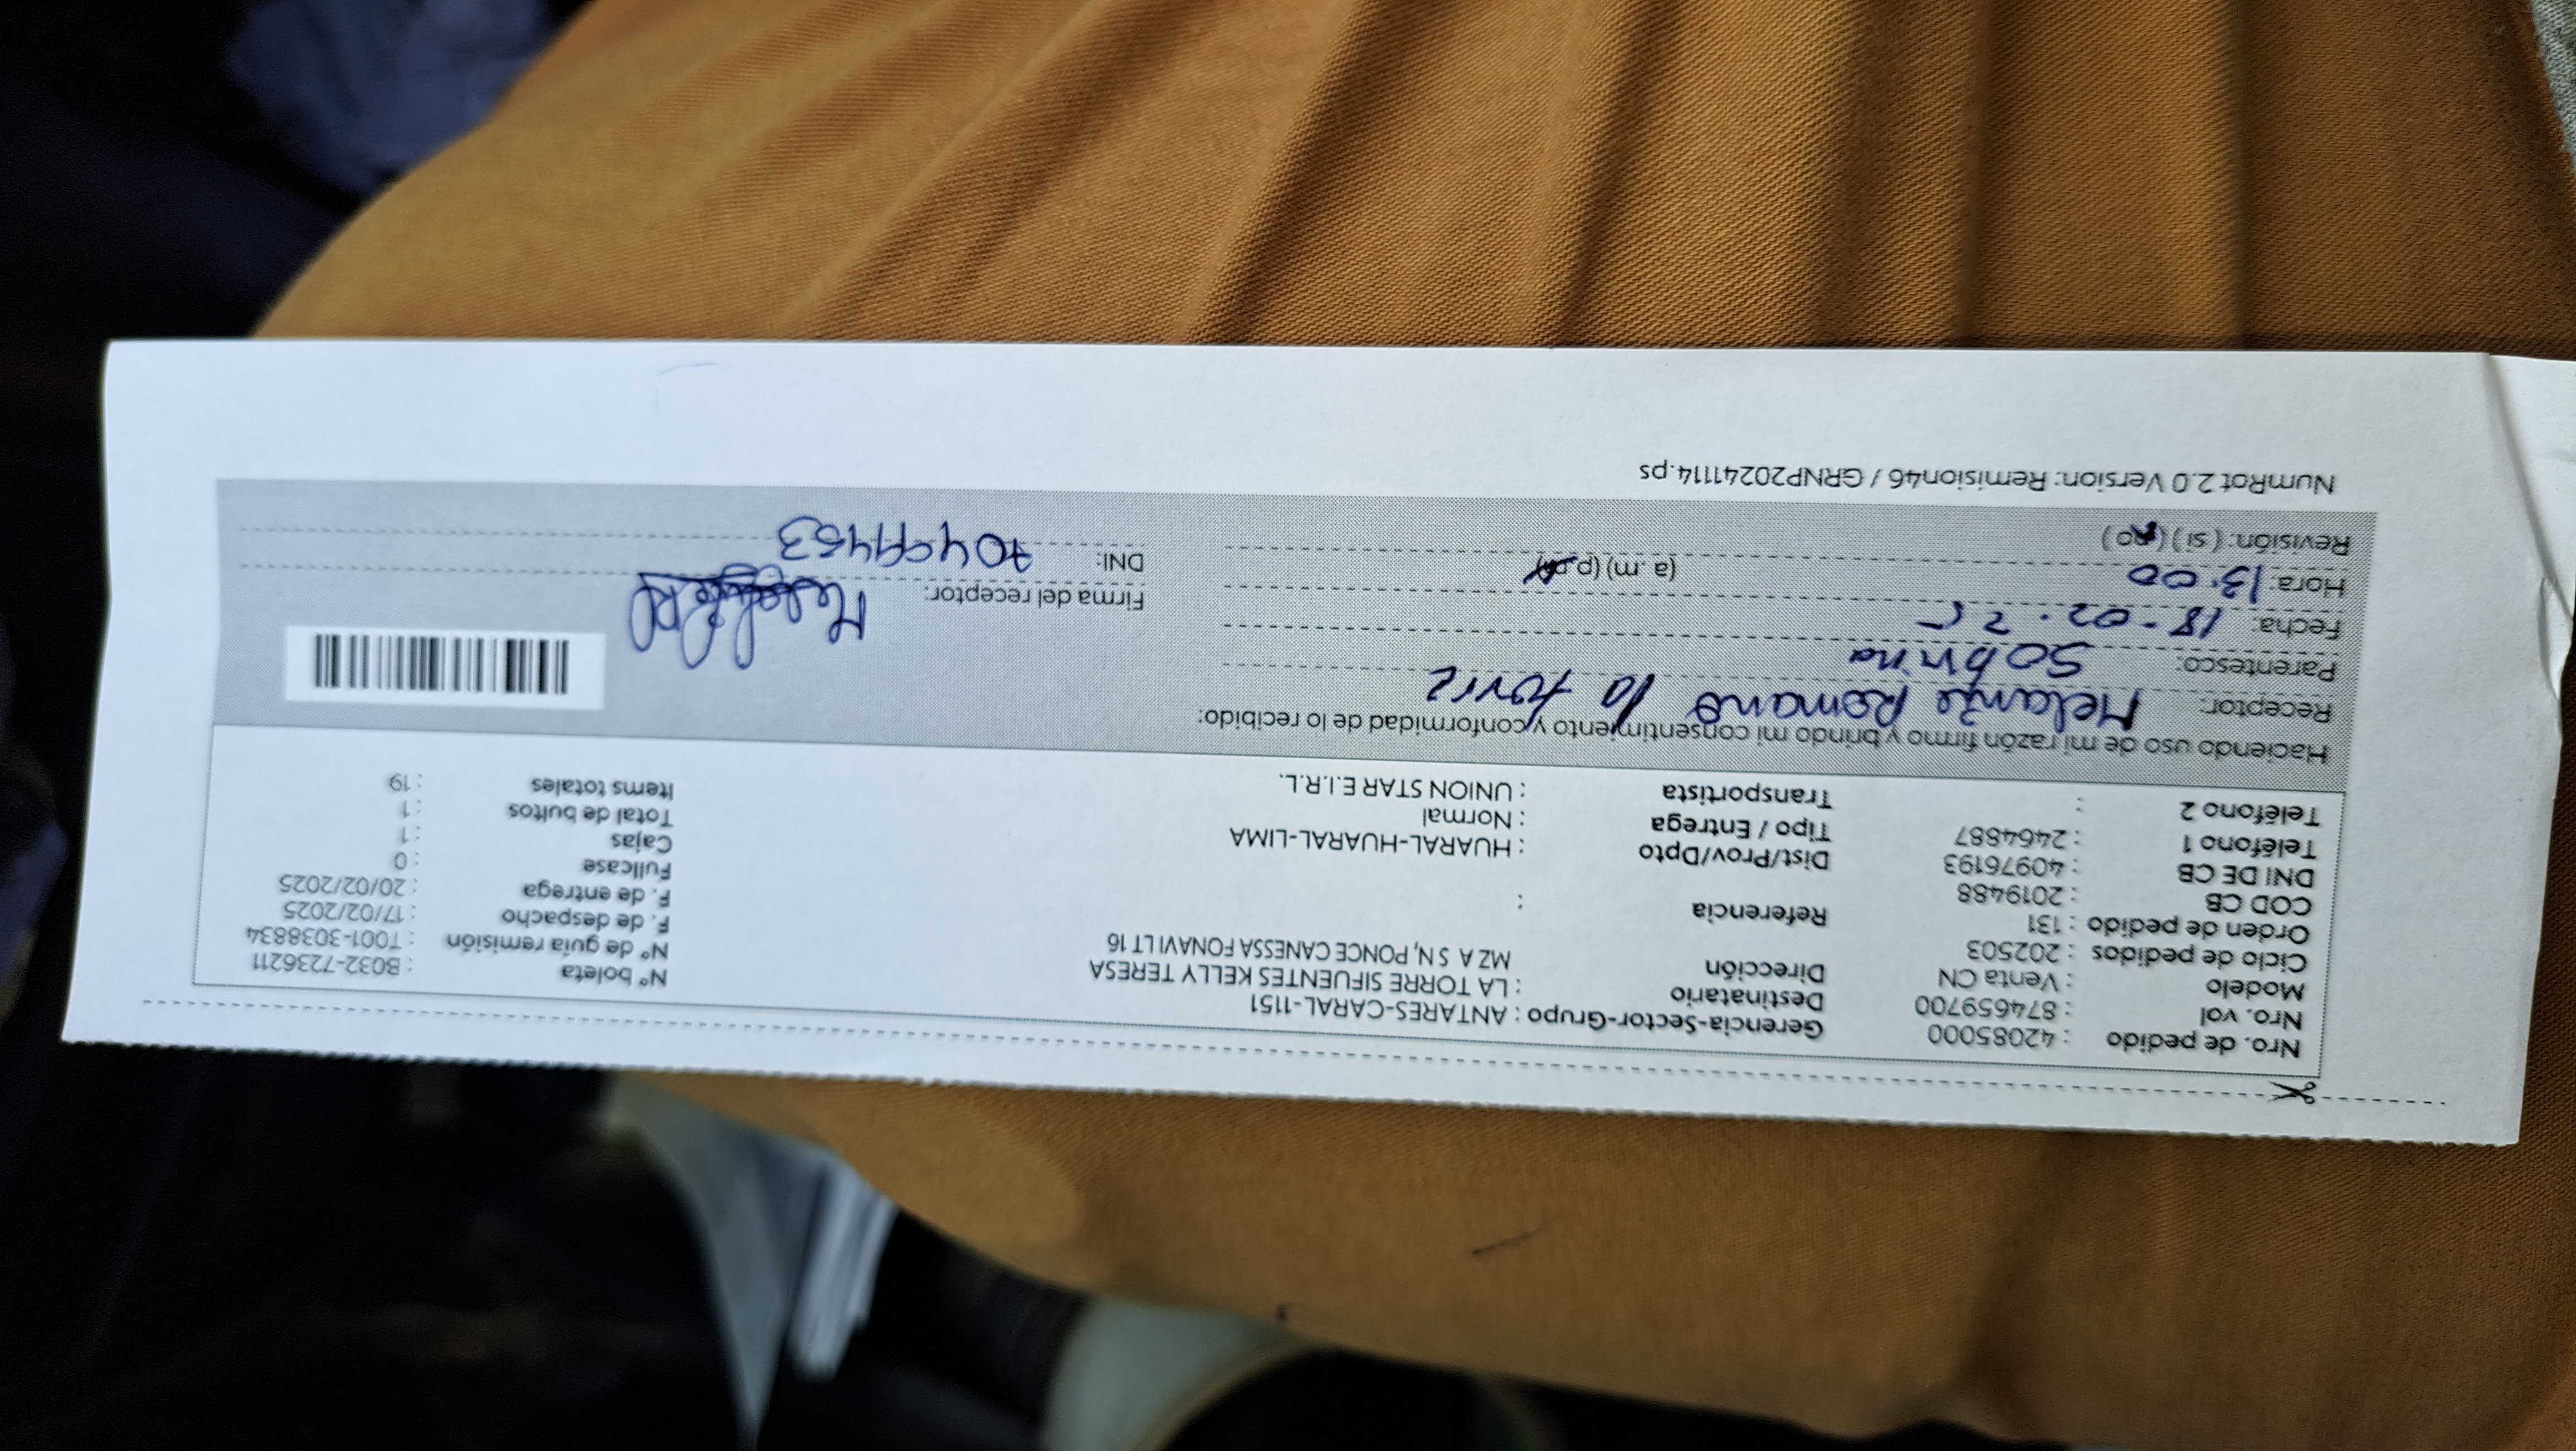 Nro. de pedido : 42085000
Nro. vol : 874659700
Modelo : Venta CN
Ciclo de pedidos : 202503
Orden de pedido : 131
COD CB : 2019488
DNI DE CB : 40976193
Teléfono 1 : 2464887
Teléfono 2 :
Gerencia-Sector-Grupo : ANTARES-CARAL-1151
Destinatario : LA TORRE SIFUENTES KELLY TERESA
Dirección MZ A S N, PONCE CANESSA FONAVI LT 16
Referencia :
Dist/Prov/Dpto : HUARAL-HUARAL-LIMA
Tipo / Entrega : Normal
Transportista : UNION STAR E.I.R.L.
N° boleta : B032-7236211
N° de guía remisión : T001-3038834
F. de despacho : 17/02/2025
F. de entrega : 20/02/2025
Fullcase : 0
Cajas : 1
Total de bultos : 1
Items totales : 19
Haciendo uso de mi razón firmo y brindo mi consentimiento y conformidad de lo recibido:
Receptor: Melanie Romano la torre
Parentesco: Sobrina
Fecha: 18-02.25
Hora: 13:00 (a. m) (p. m)
Revisión: ( si ) ( no )
Firma del receptor:
DNI:
NumRot 2.0 Version: Remision46 / GRNP20241114.ps